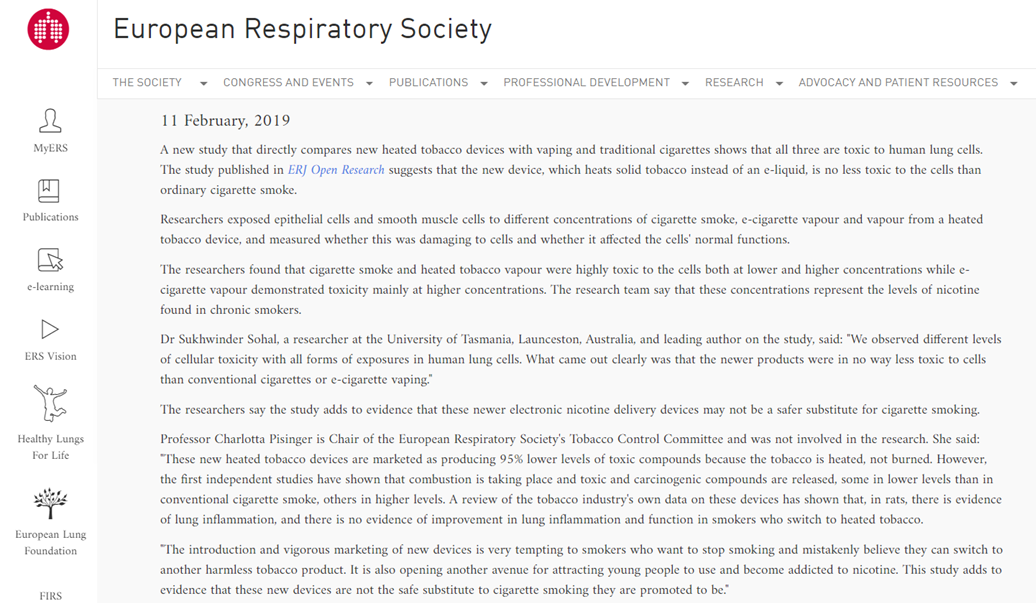 European Respiratory Society
THE SOCIETY
CONGRESS AND EVENTS
PUBLICATIONS
PROFESSIONAL DEVELOPMENT
RESEARCH
ADVOCACY AND PATIENT RESOURCES
MyERS
Publications
e-learning
ERS Vision
Healthy Lungs
For Life
European Lung
Foundation
FIRS
11 February, 2019
A new study that directly compares new heated tobacco devices with vaping and traditional cigarettes shows that all three are toxic to human lung cells.
The study published in ERJ Open Research suggests that the new device, which heats solid tobacco instead of an e-liquid, is no less toxic to the cells than
ordinary cigarette smoke.
Researchers exposed epithelial cells and smooth muscle cells to different concentrations of cigarette smoke, e-cigarette vapour and vapour from a heated
tobacco device, and measured whether this was damaging to cells and whether it affected the cells' normal functions.
The researchers found that cigarette smoke and heated tobacco vapour were highly toxic to the cells both at lower and higher concentrations while e-
cigarette vapour demonstrated toxicity mainly at higher concentrations. The research team say that these concentrations represent the levels of nicotine
found in chronic smokers.
Dr Sukhwinder Sohal, a researcher at the University of Tasmania, Launceston, Australia, and leading author on the study, said: "We observed different levels
of cellular toxicity with all forms of exposures in human lung cells. What came out clearly was that the newer products were in no way less toxic to cells
than conventional cigarettes or e-cigarette vaping."
The researchers say the study adds to evidence that these newer electronic nicotine delivery devices may not be a safer substitute for cigarette smoking.
Professor Charlotta Pisinger is Chair of the European Respiratory Society's Tobacco Control Committee and was not involved in the research. She said:
"These new heated tobacco devices are marketed as producing 95% lower levels of toxic compounds because the tobacco is heated, not burned. However,
the first independent studies have shown that combustion is taking place and toxic and carcinogenic compounds are released, some in lower levels than in
conventional cigarette smoke, others in higher levels. A review of the tobacco industry's own data on these devices has shown that, in rats, there is evidence
of lung inflammation, and there is no evidence of improvement in lung inflammation and function in smokers who switch to heated tobacco.
"The introduction and vigorous marketing of new devices is very tempting to smokers who want to stop smoking and mistakenly believe they can switch to
another harmless tobacco product. It is also opening another avenue for attracting young people to use and become addicted to nicotine. This study adds to
evidence that these new devices are not the safe substitute to cigarette smoking they are promoted to be."